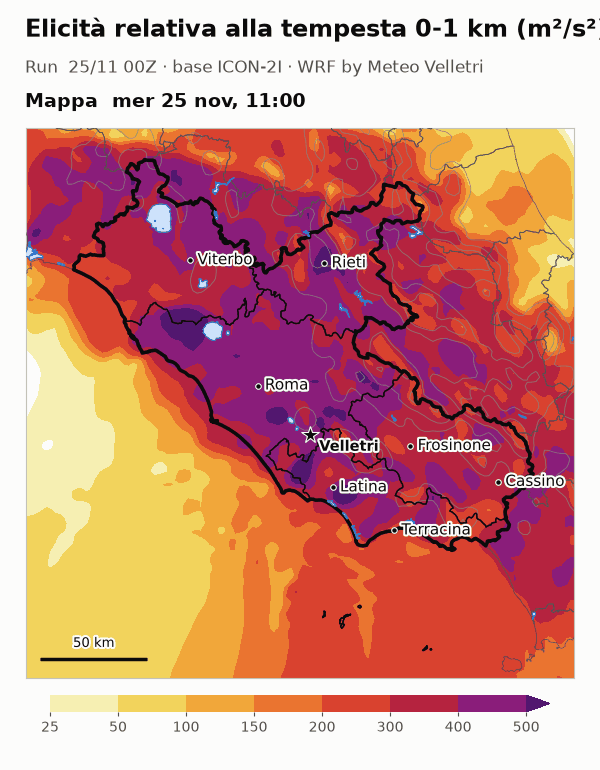 Elicità relativa alla tempesta 0-1 km (m²/s²)
Run 25/11 00Z · base ICON-2I · WRF by Meteo Velletri
Mappa mer 25 nov, 11:00
Viterbo
Rieti
Roma
Velletri
Frosinone
Cassino
Latina
Terracina
50 km
25 50 100 150 200 300 400 500